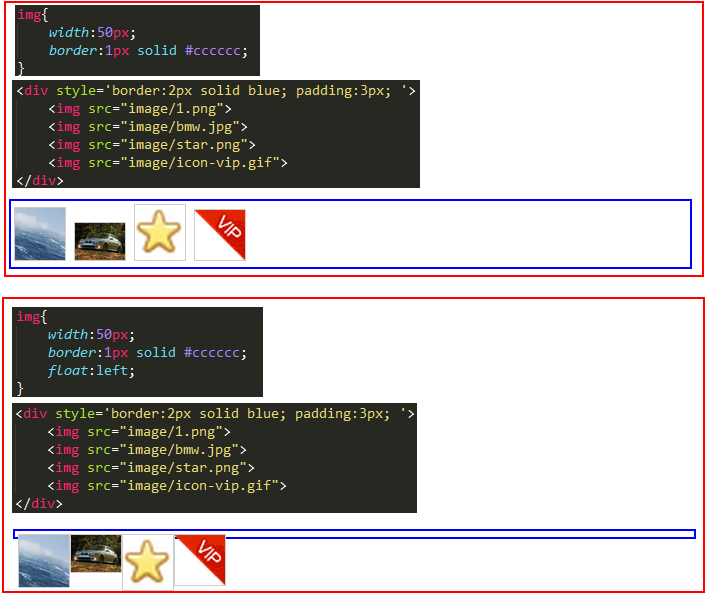 img{
    width:50px;
    border:1px solid #cccccc;
}
<div style='border:2px solid blue; padding:3px; '>
    <img src="image/1.png">
    <img src="image/bmw.jpg">
    <img src="image/star.png">
    <img src="image/icon-vip.gif">
</div>
VIP
img{
    width:50px;
    border:1px solid #cccccc;
    float:left;
}
<div style='border:2px solid blue; padding:3px; '>
    <img src="image/1.png">
    <img src="image/bmw.jpg">
    <img src="image/star.png">
    <img src="image/icon-vip.gif">
</div>
VIP